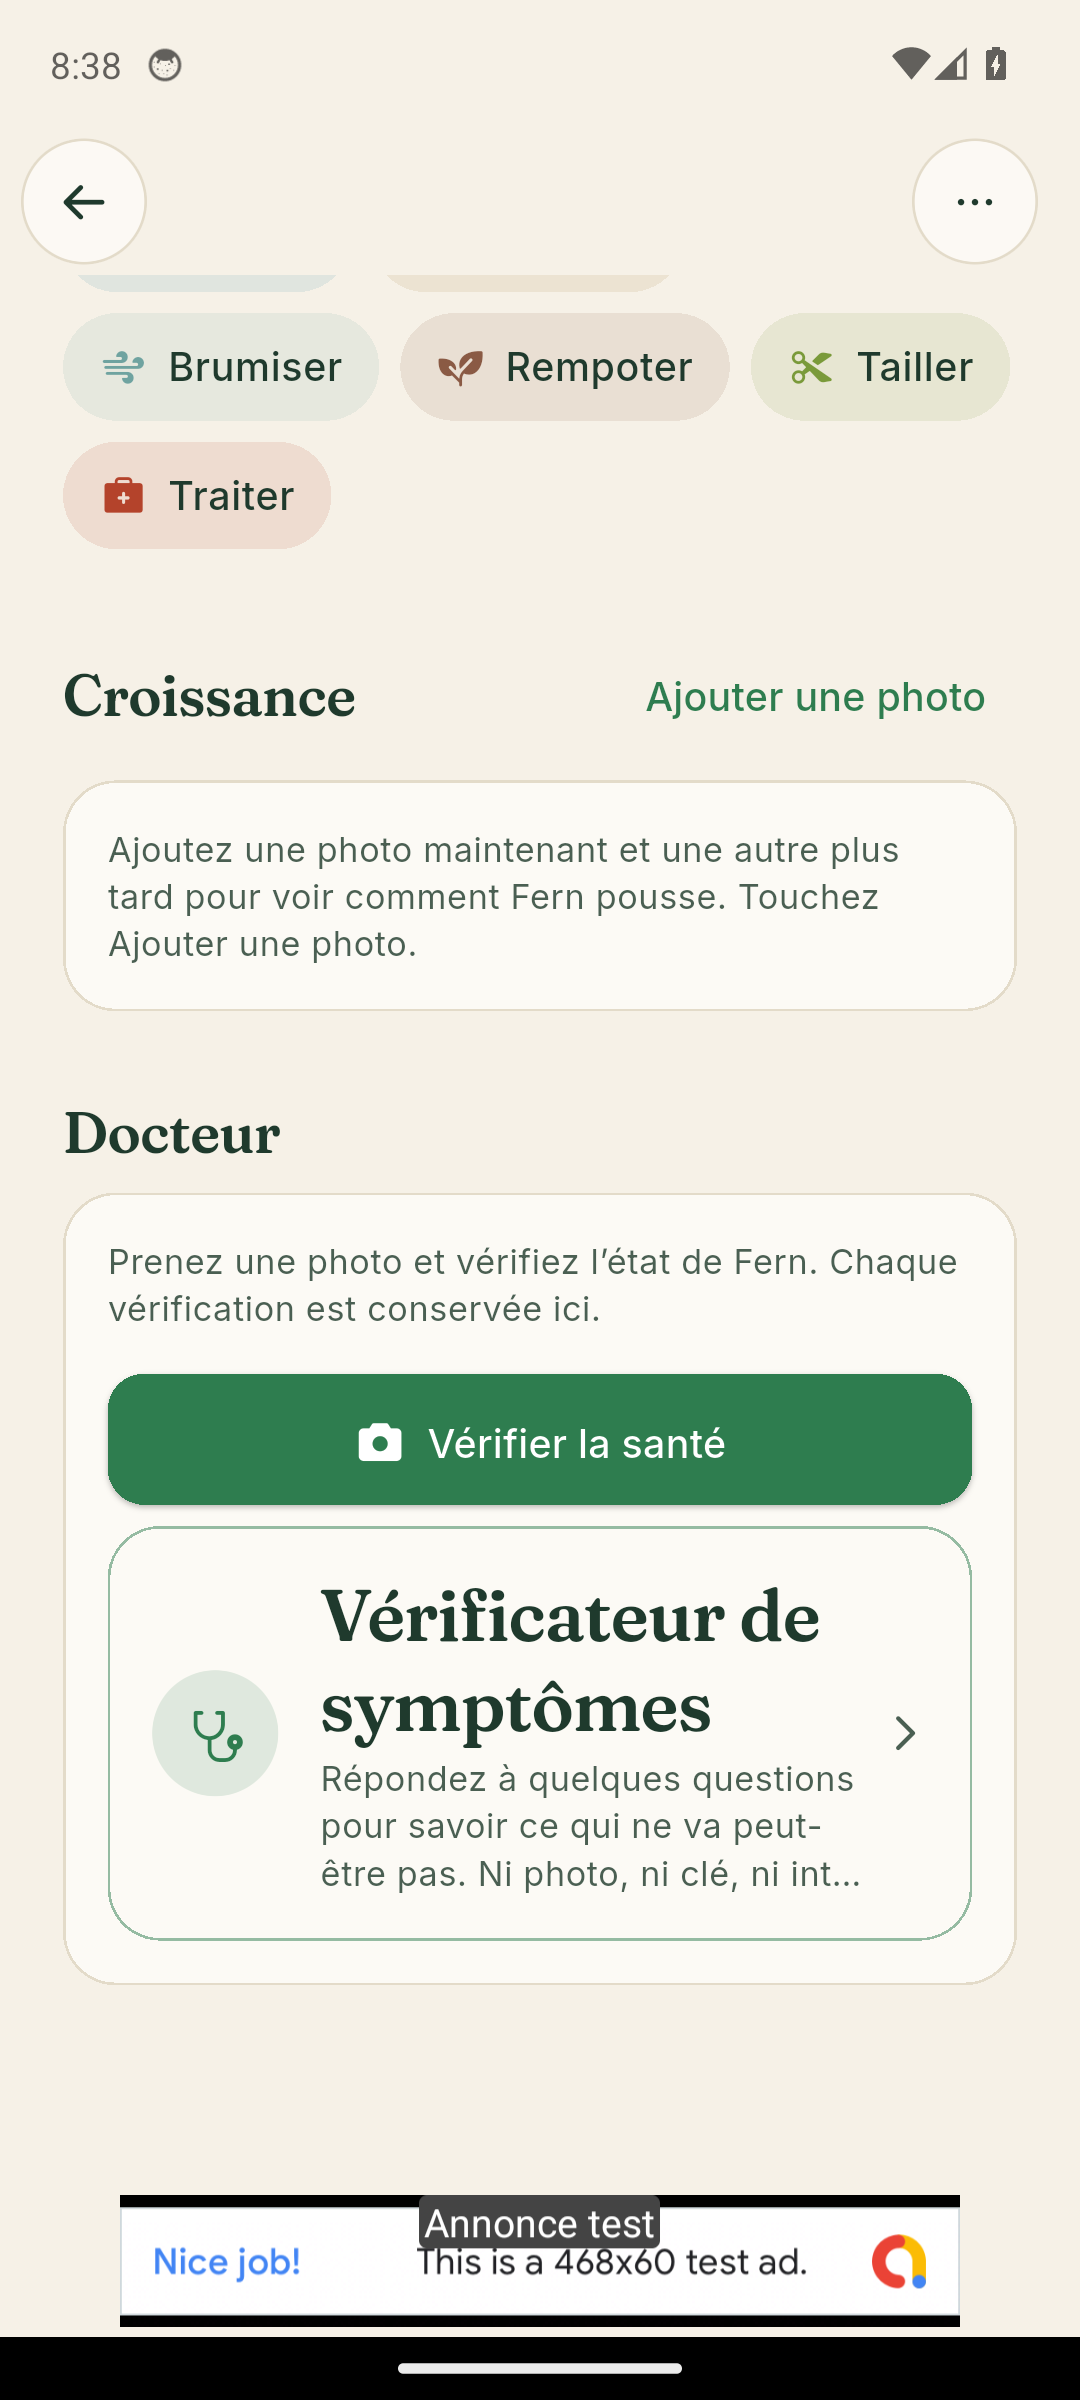 8:38
Brumiser
Rempoter
Tailler
Traiter
Croissance
Ajouter une photo
Ajoutez une photo maintenant et une autre plus
tard pour voir comment Fern pousse. Touchez
Ajouter une photo.
Docteur
Prenez une photo et vérifiez l’état de Fern. Chaque
vérification est conservée ici.
Vérifier la santé
Vérificateur de
symptômes
Répondez à quelques questions
pour savoir ce qui ne va peut-
être pas. Ni photo, ni clé, ni int...
Annonce test
Nice job!
This is a 468x60 test ad.